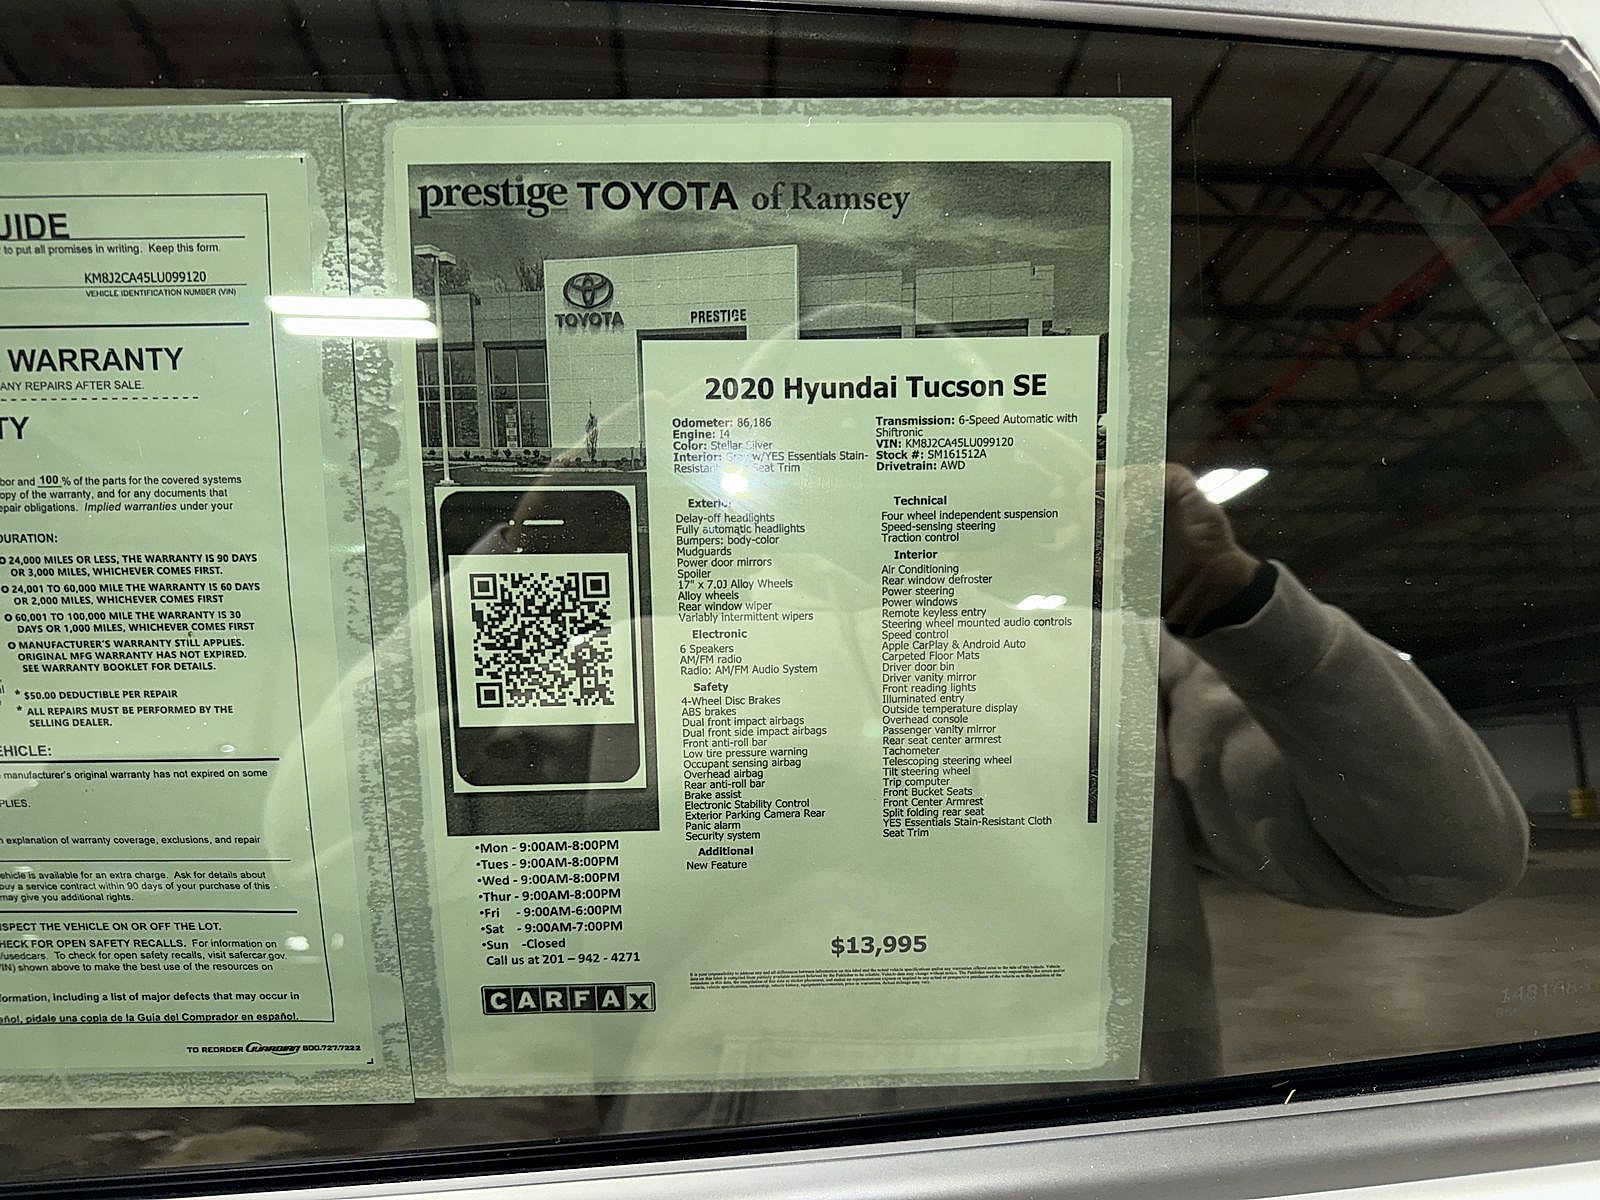 UIDE
to put all promises in writing. Keep this form.
KM8J2CA45LU099120
VEHICLE IDENTIFICATION NUMBER (VIN)
WARRANTY
ANY REPAIRS AFTER SALE.
TY
bor and 100 % of the parts for the covered systems
opy of the warranty, and for any documents that
epair obligations. Implied warranties under your
DURATION:
O 24,000 MILES OR LESS, THE WARRANTY IS 90 DAYS
OR 3,000 MILES, WHICHEVER COMES FIRST.
O 24,001 TO 60,000 MILE THE WARRANTY IS 60 DAYS
OR 2,000 MILES, WHICHEVER COMES FIRST
O 60,001 TO 100,000 MILE THE WARRANTY IS 30
DAYS OR 1,000 MILES, WHICHEVER COMES FIRST
O MANUFACTURER'S WARRANTY STILL APPLIES.
ORIGINAL MFG WARRANTY HAS NOT EXPIRED.
SEE WARRANTY BOOKLET FOR DETAILS.
* $50.00 DEDUCTIBLE PER REPAIR
* ALL REPAIRS MUST BE PERFORMED BY THE
SELLING DEALER.
EHICLE:
manufacturer's original warranty has not expired on some
PLIES.
n explanation of warranty coverage, exclusions, and repair
ehicle is available for an extra charge. Ask for details about
buy a service contract within 90 days of your purchase of this
may give you additional rights.
SPECT THE VEHICLE ON OR OFF THE LOT.
HECK FOR OPEN SAFETY RECALLS. For information on
/usedcars. To check for open safety recalls, visit safercar.gov.
VIN) shown above to make the best use of the resources on
formation, including a list of major defects that may occur in
añol, pidale una copia de la Guía del Comprador en español.
TO REORDER GUARDIAN 800.727.7222
prestige TOYOTA of Ramsey
TOYOTA
PRESTIGE
2020 Hyundai Tucson SE
Odometer: 86,186
Engine: I4
Color: Stellar Silver
Interior: Gray w/YES Essentials Stain-
Resistant Seat Trim
Transmission: 6-Speed Automatic with
Shiftronic
VIN: KM8J2CA45LU099120
Stock #: SM161512A
Drivetrain: AWD
Exterior
Delay-off headlights
Fully automatic headlights
Bumpers: body-color
Mudguards
Power door mirrors
Spoiler
17" x 7.0J Alloy Wheels
Alloy wheels
Rear window wiper
Variably intermittent wipers
Electronic
6 Speakers
AM/FM radio
Radio: AM/FM Audio System
Safety
4-Wheel Disc Brakes
ABS brakes
Dual front impact airbags
Dual front side impact airbags
Front anti-roll bar
Low tire pressure warning
Occupant sensing airbag
Overhead airbag
Rear anti-roll bar
Brake assist
Electronic Stability Control
Exterior Parking Camera Rear
Panic alarm
Security system
Additional
New Feature
Technical
Four wheel independent suspension
Speed-sensing steering
Traction control
Interior
Air Conditioning
Rear window defroster
Power steering
Power windows
Remote keyless entry
Steering wheel mounted audio controls
Speed control
Apple CarPlay & Android Auto
Carpeted Floor Mats
Driver door bin
Driver vanity mirror
Front reading lights
Illuminated entry
Outside temperature display
Overhead console
Passenger vanity mirror
Rear seat center armrest
Tachometer
Telescoping steering wheel
Tilt steering wheel
Trip computer
Front Bucket Seats
Front Center Armrest
Split folding rear seat
YES Essentials Stain-Resistant Cloth
Seat Trim
•Mon - 9:00AM-8:00PM
•Tues - 9:00AM-8:00PM
•Wed - 9:00AM-8:00PM
•Thur - 9:00AM-8:00PM
•Fri - 9:00AM-6:00PM
•Sat - 9:00AM-7:00PM
•Sun -Closed
Call us at 201 – 942 - 4271
CARFAX
$13,995